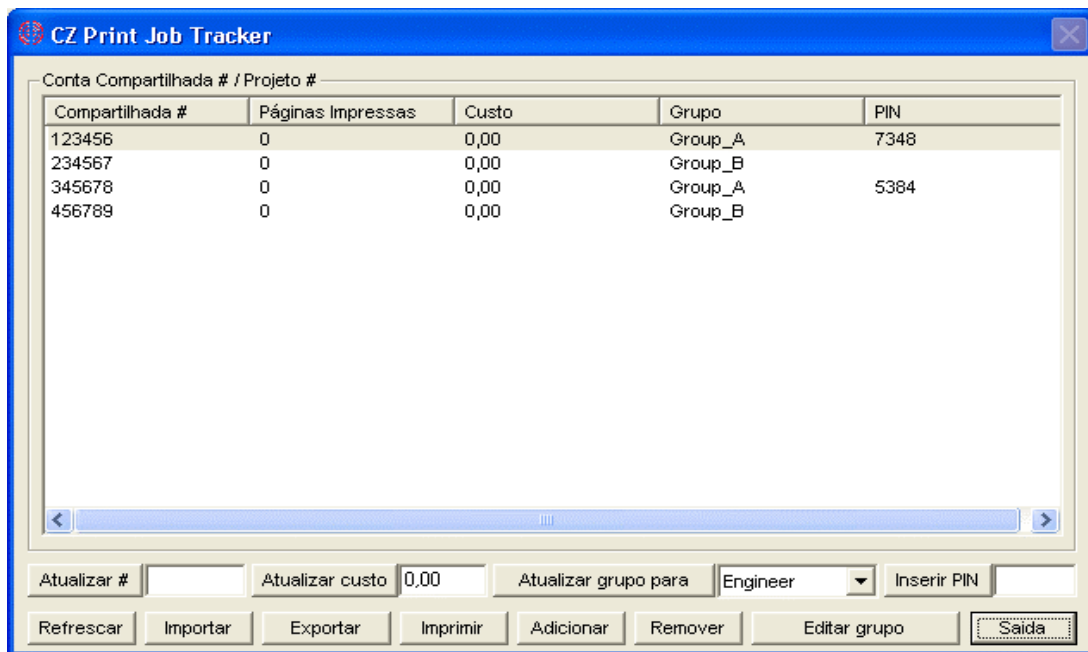 CZ Print Job Tracker
Conta Compartilhada # / Projeto #
Compartilhada # Páginas Impressas Custo Grupo PIN
123456 0 0,00 Group_A 7348
234567 0 0,00 Group_B
345678 0 0,00 Group_A 5384
456789 0 0,00 Group_B
Atualizar # Atualizar custo 0,00 Atualizar grupo para Engineer Inserir PIN
Refrescar Importar Exportar Imprimir Adicionar Remover Editar grupo Saida